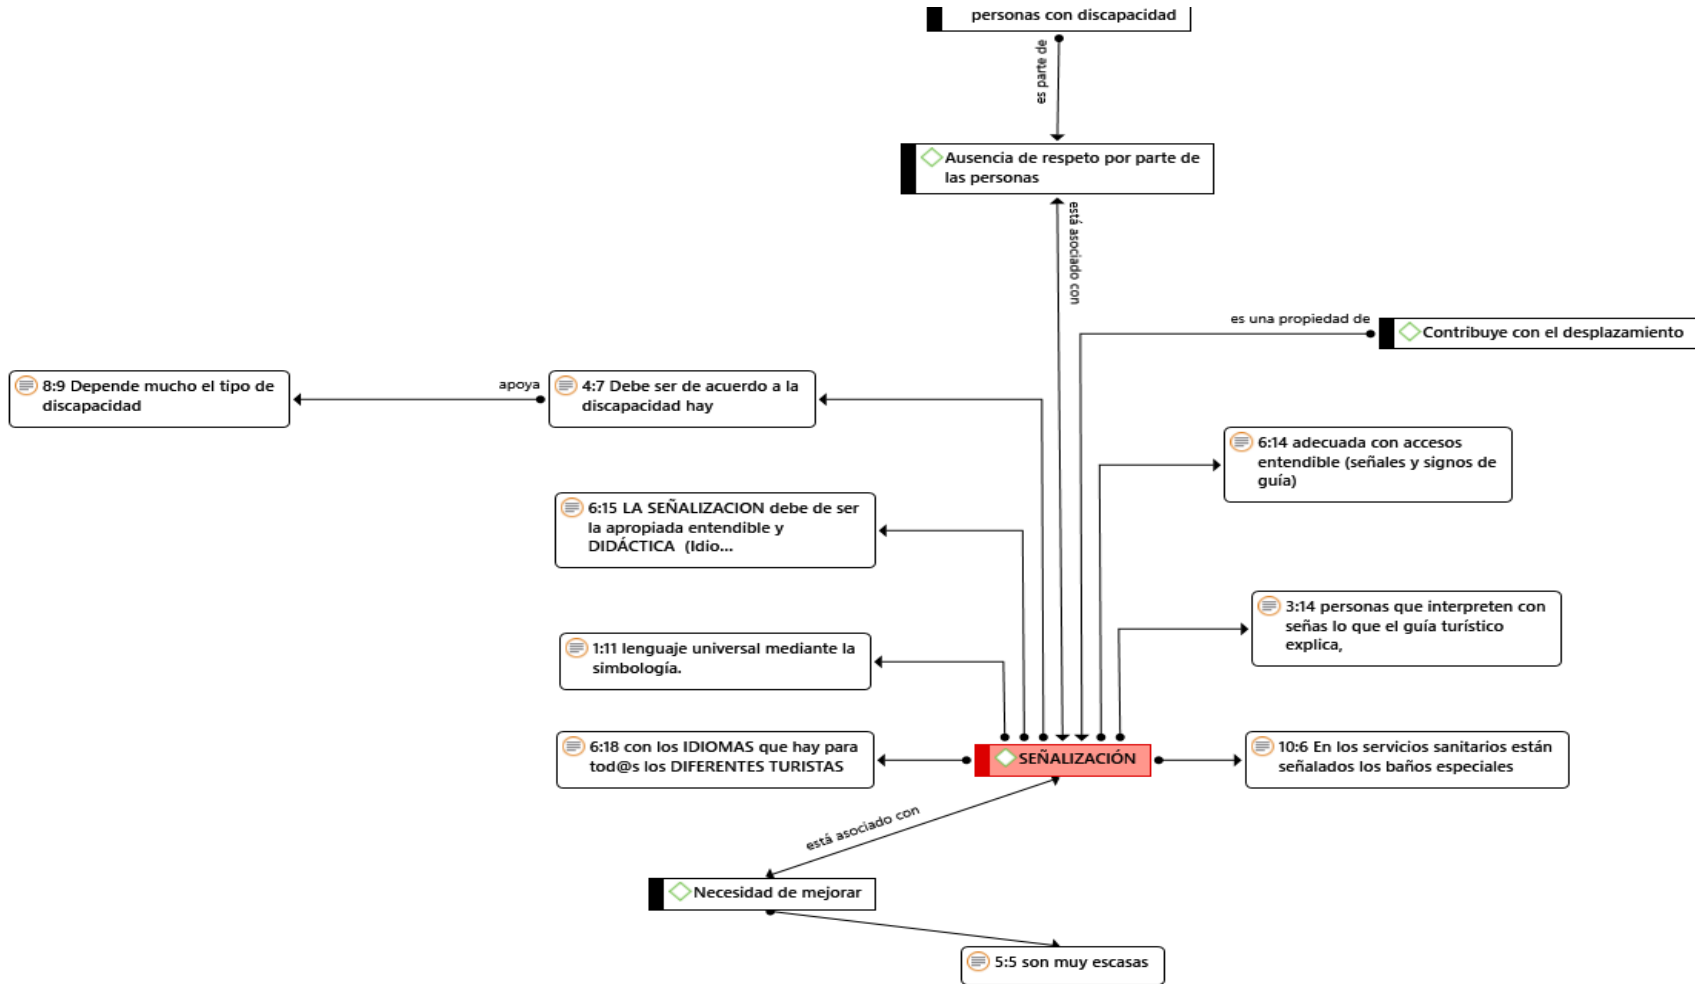 personas con discapacidad
es parte de
Ausencia de respeto por parte de
las personas
está asociado con
es una propiedad de
Contribuye con el desplazamiento
8:9 Depende mucho el tipo de
discapacidad
apoya
4:7 Debe ser de acuerdo a la
discapacidad hay
6:14 adecuada con accesos
entendible (señales y signos de
guía)
6:15 LA SEÑALIZACION debe de ser
la apropiada entendible y
DIDÁCTICA (Idio...
3:14 personas que interpreten con
señas lo que el guía turístico
explica,
1:11 lenguaje universal mediante la
simbología.
6:18 con los IDIOMAS que hay para
tod@s los DIFERENTES TURISTAS
SEÑALIZACIÓN
10:6 En los servicios sanitarios están
señalados los baños especiales
está asociado con
Necesidad de mejorar
5:5 son muy escasas